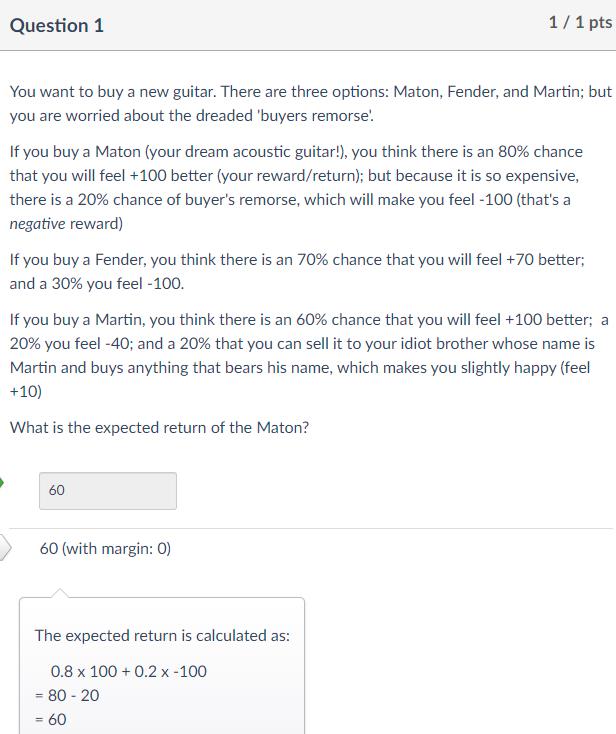 Question 1
1 / 1 pts
You want to buy a new guitar. There are three options: Maton, Fender, and Martin; but
you are worried about the dreaded 'buyers remorse'.
If you buy a Maton (your dream acoustic guitar!), you think there is an 80% chance
that you will feel +100 better (your reward/return); but because it is so expensive,
there is a 20% chance of buyer's remorse, which will make you feel -100 (that's a
negative reward)
If you buy a Fender, you think there is an 70% chance that you will feel +70 better;
and a 30% you feel -100.
If you buy a Martin, you think there is an 60% chance that you will feel +100 better; a
20% you feel -40; and a 20% that you can sell it to your idiot brother whose name is
Martin and buys anything that bears his name, which makes you slightly happy (feel
+10)
What is the expected return of the Maton?
60
60 (with margin: 0)
The expected return is calculated as:
0.8 x 100 + 0.2 x -100
= 80 - 20
= 60